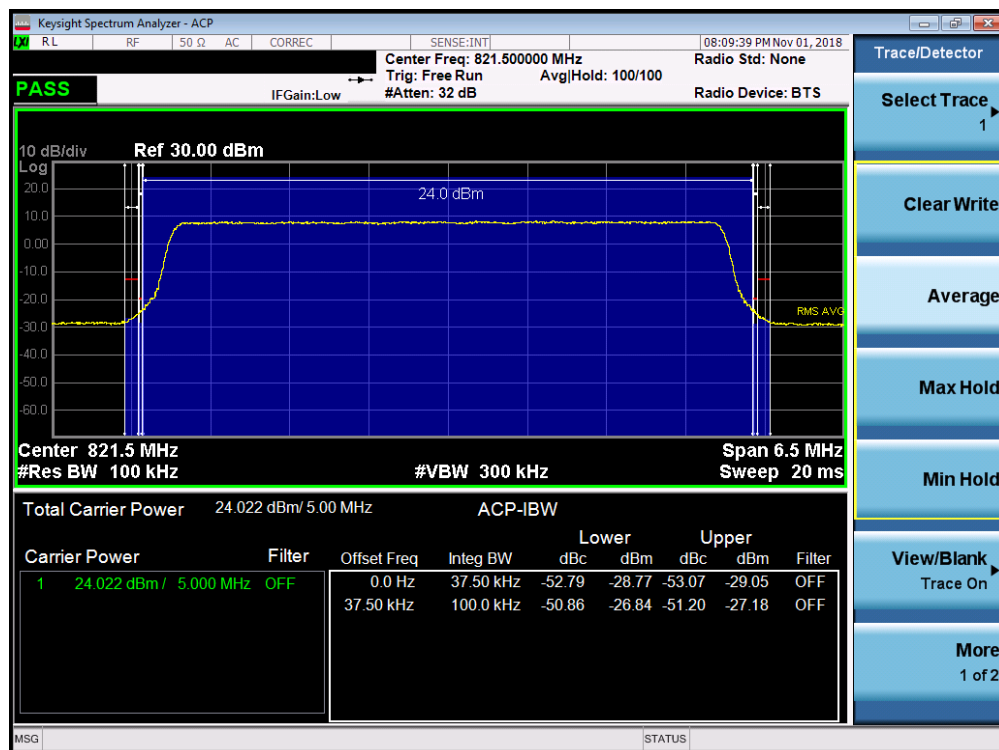 Keysight Spectrum Analyzer - ACP
LXI RL RF 50 Ω AC CORREC SENSE:INT 08:09:39 PM Nov 01, 2018
Center Freq: 821.500000 MHz Radio Std: None
Trig: Free Run Avg|Hold: 100/100
PASS IFGain:Low #Atten: 32 dB Radio Device: BTS
10 dB/div Ref 30.00 dBm
Log
20.0
24.0 dBm
10.0
0.00
-10.0
-20.0
RMS AVG
-30.0
-40.0
-50.0
-60.0
Center 821.5 MHz Span 6.5 MHz
#Res BW 100 kHz #VBW 300 kHz Sweep 20 ms
Total Carrier Power 24.022 dBm/ 5.00 MHz ACP-IBW
Lower Upper
Carrier Power Filter Offset Freq Integ BW dBc dBm dBc dBm Filter
1 24.022 dBm / 5.000 MHz OFF 0.0 Hz 37.50 kHz -52.79 -28.77 -53.07 -29.05 OFF
37.50 kHz 100.0 kHz -50.86 -26.84 -51.20 -27.18 OFF
MSG STATUS
Trace/Detector
Select Trace
1
Clear Write
Average
Max Hold
Min Hold
View/Blank
Trace On
More
1 of 2